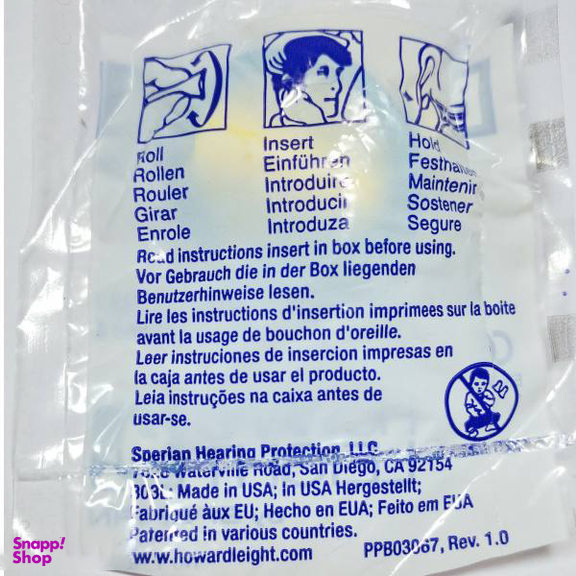 Roll
Rollen
Rouler
Girar
Enrole
Insert
Einführen
Introduire
Introducir
Introduza
Hold
Festhalten
Maintenir
Sostener
Segure
Read instructions insert in box before using.
Vor Gebrauch die in der Box liegenden
Benutzerhinweise lesen.
Lire les instructions d'insertion imprimees sur la boite
avant la usage de bouchon d'oreille.
Leer instruciones de insercion impresas en
la caja antes de usar el producto.
Leia instruções na caixa antes de
usar-se.
Sperian Hearing Protection, LLC
Waterville Road, San Diego, CA 92154
Made in USA; In USA Hergestellt;
Fabriqué àux EU; Hecho en EUA; Feito em EUA
Patented in various countries.
www.howardleight.com
PPB03067, Rev. 1.0
Snapp!
Shop